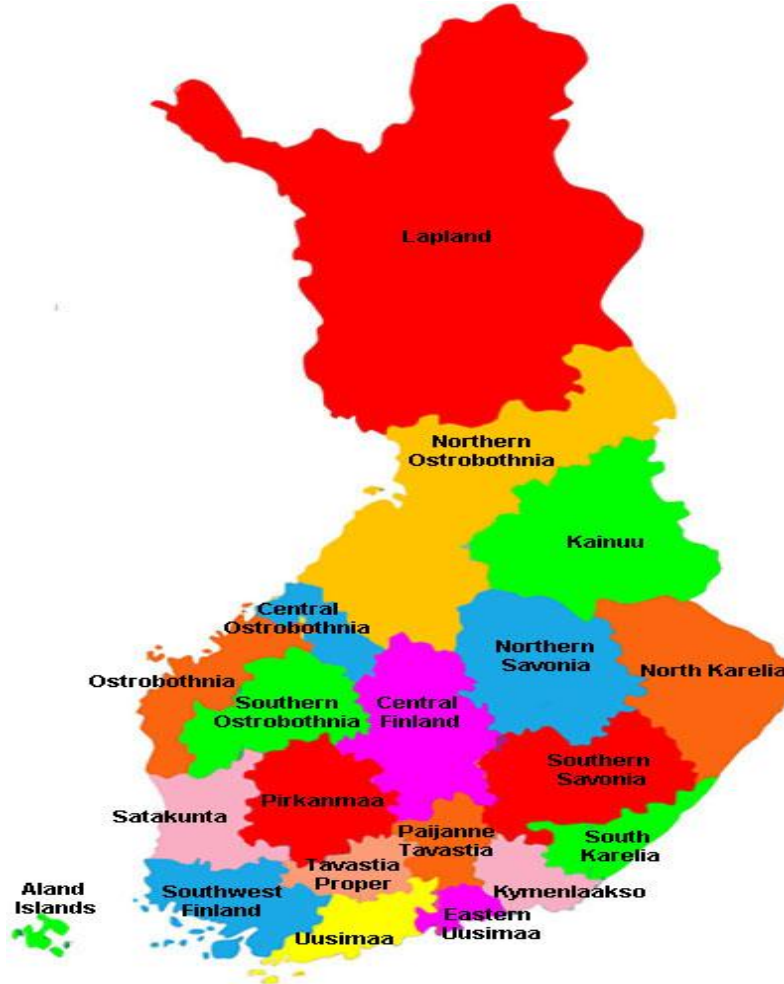 Lapland
Northern
Ostrobothnia
Kainuu
Central
Ostrobothnia
Northern
Savonia
North Karelia
Ostrobothnia
Southern
Ostrobothnia
Central
Finland
Southern
Savonia
Satakunta
Pirkanmaa
Paijanne
Tavastia
South
Karelia
Tavastia
Proper
Southwest
Finland
Kymenlaakso
Aland
Islands
Eastern
Uusimaa
Uusimaa